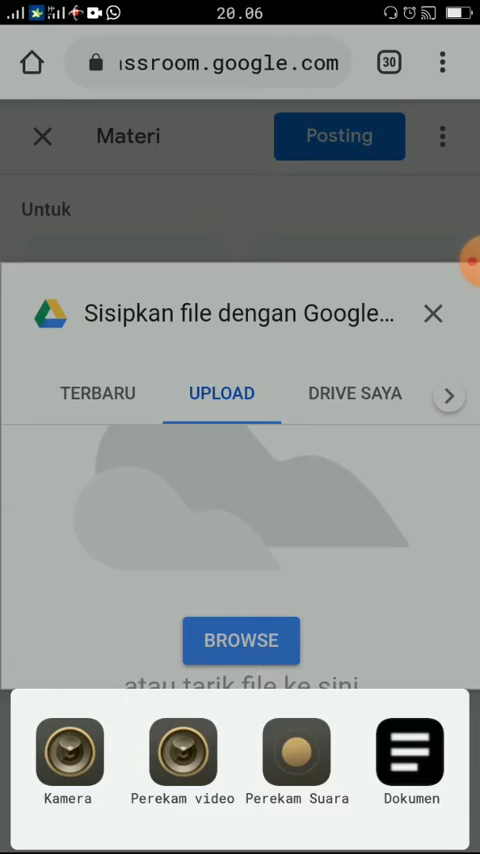 20.06
ssroom.google.com
30
Materi
Posting
Untuk
Sisipkan file dengan Google...
TERBARU
UPLOAD
DRIVE SAYA
BROWSE
atau tarik file ke sini
Kamera
Perekam video
Perekam Suara
Dokumen